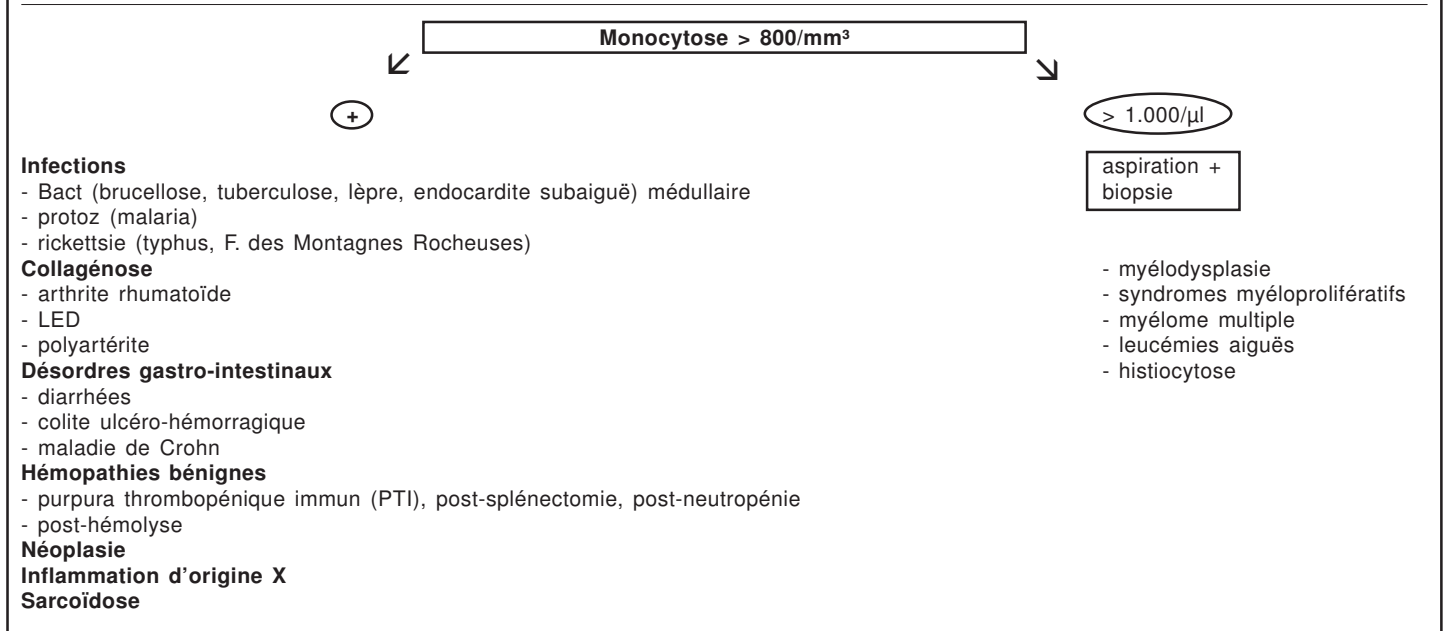 Monocytose > 800/mm³
+
> 1.000/µl
Infections
- Bact (brucellose, tuberculose, lèpre, endocardite subaiguë) médullaire
- protoz (malaria)
- rickettsie (typhus, F. des Montagnes Rocheuses)
Collagénose
- arthrite rhumatoïde
- LED
- polyartérite
Désordres gastro-intestinaux
- diarrhées
- colite ulcéro-hémorragique
- maladie de Crohn
Hémopathies bénignes
- purpura thrombopénique immun (PTI), post-splénectomie, post-neutropénie
- post-hémolyse
Néoplasie
Inflammation d'origine X
Sarcoïdose
aspiration +
biopsie
- myélodysplasie
- syndromes myéloprolifératifs
- myélome multiple
- leucémies aiguës
- histiocytose